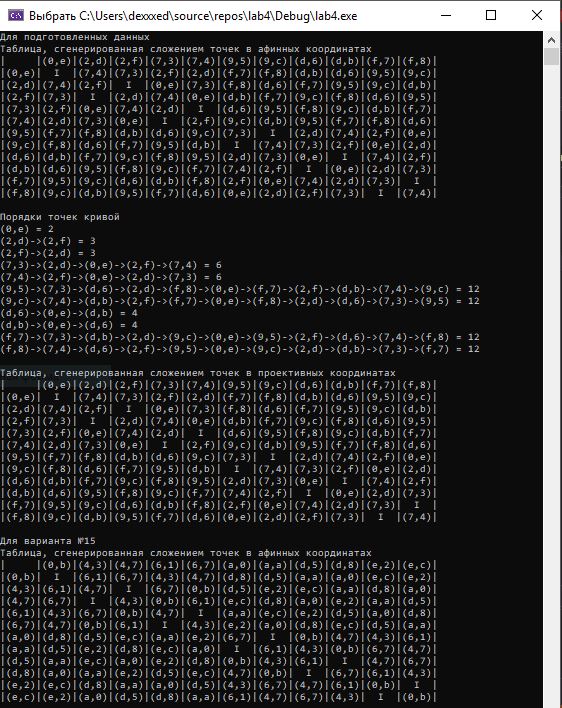 Выбрать C:\Users\dexxxed\source\repos\lab4\Debug\lab4.exe
Для подготовленных данных
Таблица, сгенерированная сложением точек в афинных координатах
|     |(0,e)|(2,d)|(2,f)|(7,3)|(7,4)|(9,5)|(9,c)|(d,6)|(d,b)|(f,7)|(f,8)|
|(0,e)|  I  |(7,4)|(7,3)|(2,f)|(2,d)|(f,7)|(f,8)|(d,b)|(d,6)|(9,5)|(9,c)|
|(2,d)|(7,4)|(2,f)|  I  |(0,e)|(7,3)|(f,8)|(d,6)|(f,7)|(9,5)|(9,c)|(d,b)|
|(2,f)|(7,3)|  I  |(2,d)|(7,4)|(0,e)|(d,b)|(f,7)|(9,c)|(f,8)|(d,6)|(9,5)|
|(7,3)|(2,f)|(0,e)|(7,4)|(2,d)|  I  |(d,6)|(9,5)|(f,8)|(9,c)|(d,b)|(f,7)|
|(7,4)|(2,d)|(7,3)|(0,e)|  I  |(2,f)|(9,c)|(d,b)|(9,5)|(f,7)|(f,8)|(d,6)|
|(9,5)|(f,7)|(f,8)|(d,b)|(d,6)|(9,c)|(7,3)|  I  |(2,d)|(7,4)|(2,f)|(0,e)|
|(9,c)|(f,8)|(d,6)|(f,7)|(9,5)|(d,b)|  I  |(7,4)|(7,3)|(2,f)|(0,e)|(2,d)|
|(d,6)|(d,b)|(f,7)|(9,c)|(f,8)|(9,5)|(2,d)|(7,3)|(0,e)|  I  |(7,4)|(2,f)|
|(d,b)|(d,6)|(9,5)|(f,8)|(9,c)|(f,7)|(7,4)|(2,f)|  I  |(0,e)|(2,d)|(7,3)|
|(f,7)|(9,5)|(9,c)|(d,6)|(d,b)|(f,8)|(2,f)|(0,e)|(7,4)|(2,d)|(7,3)|  I  |
|(f,8)|(9,c)|(d,b)|(9,5)|(f,7)|(d,6)|(0,e)|(2,d)|(2,f)|(7,3)|  I  |(7,4)|
Порядки точек кривой
(0,e) = 2
(2,d)->(2,f) = 3
(2,f)->(2,d) = 3
(7,3)->(2,d)->(0,e)->(2,f)->(7,4) = 6
(7,4)->(2,f)->(0,e)->(2,d)->(7,3) = 6
(9,5)->(7,3)->(d,6)->(2,d)->(f,8)->(0,e)->(f,7)->(2,f)->(d,b)->(7,4)->(9,c) = 12
(9,c)->(7,4)->(d,b)->(2,f)->(f,7)->(0,e)->(f,8)->(2,d)->(d,6)->(7,3)->(9,5) = 12
(d,6)->(0,e)->(d,b) = 4
(d,b)->(0,e)->(d,6) = 4
(f,7)->(7,3)->(d,b)->(2,d)->(9,c)->(0,e)->(9,5)->(2,f)->(d,6)->(7,4)->(f,8) = 12
(f,8)->(7,4)->(d,6)->(2,f)->(9,5)->(0,e)->(9,c)->(2,d)->(d,b)->(7,3)->(f,7) = 12
Таблица, сгенерированная сложением точек в проективных координатах
|     |(0,e)|(2,d)|(2,f)|(7,3)|(7,4)|(9,5)|(9,c)|(d,6)|(d,b)|(f,7)|(f,8)|
|(0,e)|  I  |(7,4)|(7,3)|(2,f)|(2,d)|(f,7)|(f,8)|(d,b)|(d,6)|(9,5)|(9,c)|
|(2,d)|(7,4)|(2,f)|  I  |(0,e)|(7,3)|(f,8)|(d,6)|(f,7)|(9,5)|(9,c)|(d,b)|
|(2,f)|(7,3)|  I  |(2,d)|(7,4)|(0,e)|(d,b)|(f,7)|(9,c)|(f,8)|(d,6)|(9,5)|
|(7,3)|(2,f)|(0,e)|(7,4)|(2,d)|  I  |(d,6)|(9,5)|(f,8)|(9,c)|(d,b)|(f,7)|
|(7,4)|(2,d)|(7,3)|(0,e)|  I  |(2,f)|(9,c)|(d,b)|(9,5)|(f,7)|(f,8)|(d,6)|
|(9,5)|(f,7)|(f,8)|(d,b)|(d,6)|(9,c)|(7,3)|  I  |(2,d)|(7,4)|(2,f)|(0,e)|
|(9,c)|(f,8)|(d,6)|(f,7)|(9,5)|(d,b)|  I  |(7,4)|(7,3)|(2,f)|(0,e)|(2,d)|
|(d,6)|(d,b)|(f,7)|(9,c)|(f,8)|(9,5)|(2,d)|(7,3)|(0,e)|  I  |(7,4)|(2,f)|
|(d,b)|(d,6)|(9,5)|(f,8)|(9,c)|(f,7)|(7,4)|(2,f)|  I  |(0,e)|(2,d)|(7,3)|
|(f,7)|(9,5)|(9,c)|(d,6)|(d,b)|(f,8)|(2,f)|(0,e)|(7,4)|(2,d)|(7,3)|  I  |
|(f,8)|(9,c)|(d,b)|(9,5)|(f,7)|(d,6)|(0,e)|(2,d)|(2,f)|(7,3)|  I  |(7,4)|
Для варианта №15
Таблица, сгенерированная сложением точек в афинных координатах
|     |(0,b)|(4,3)|(4,7)|(6,1)|(6,7)|(a,0)|(a,a)|(d,5)|(d,8)|(e,2)|(e,c)|
|(0,b)|  I  |(6,1)|(6,7)|(4,3)|(4,7)|(d,8)|(d,5)|(a,a)|(a,0)|(e,c)|(e,2)|
|(4,3)|(6,1)|(4,7)|  I  |(6,7)|(0,b)|(d,5)|(e,2)|(e,c)|(a,a)|(d,8)|(a,0)|
|(4,7)|(6,7)|  I  |(4,3)|(0,b)|(6,1)|(e,c)|(d,8)|(a,0)|(e,2)|(a,a)|(d,5)|
|(6,1)|(4,3)|(6,7)|(0,b)|(4,7)|  I  |(a,a)|(e,c)|(e,2)|(d,5)|(a,0)|(d,8)|
|(6,7)|(4,7)|(0,b)|(6,1)|  I  |(4,3)|(e,2)|(a,0)|(d,8)|(e,c)|(d,5)|(a,a)|
|(a,0)|(d,8)|(d,5)|(e,c)|(a,a)|(e,2)|(6,7)|  I  |(0,b)|(4,7)|(4,3)|(6,1)|
|(a,a)|(d,5)|(e,2)|(d,8)|(e,c)|(a,0)|  I  |(6,1)|(4,3)|(0,b)|(6,7)|(4,7)|
|(d,5)|(a,a)|(e,c)|(a,0)|(e,2)|(d,8)|(0,b)|(4,3)|(6,1)|  I  |(4,7)|(6,7)|
|(d,8)|(a,0)|(a,a)|(e,2)|(d,5)|(e,c)|(4,7)|(0,b)|  I  |(6,7)|(6,1)|(4,3)|
|(e,2)|(e,c)|(d,8)|(a,a)|(a,0)|(d,5)|(4,3)|(6,7)|(4,7)|(6,1)|(0,b)|  I  |
|(e,c)|(e,2)|(a,0)|(d,5)|(d,8)|(a,a)|(6,1)|(4,7)|(6,7)|(4,3)|  I  |(0,b)|